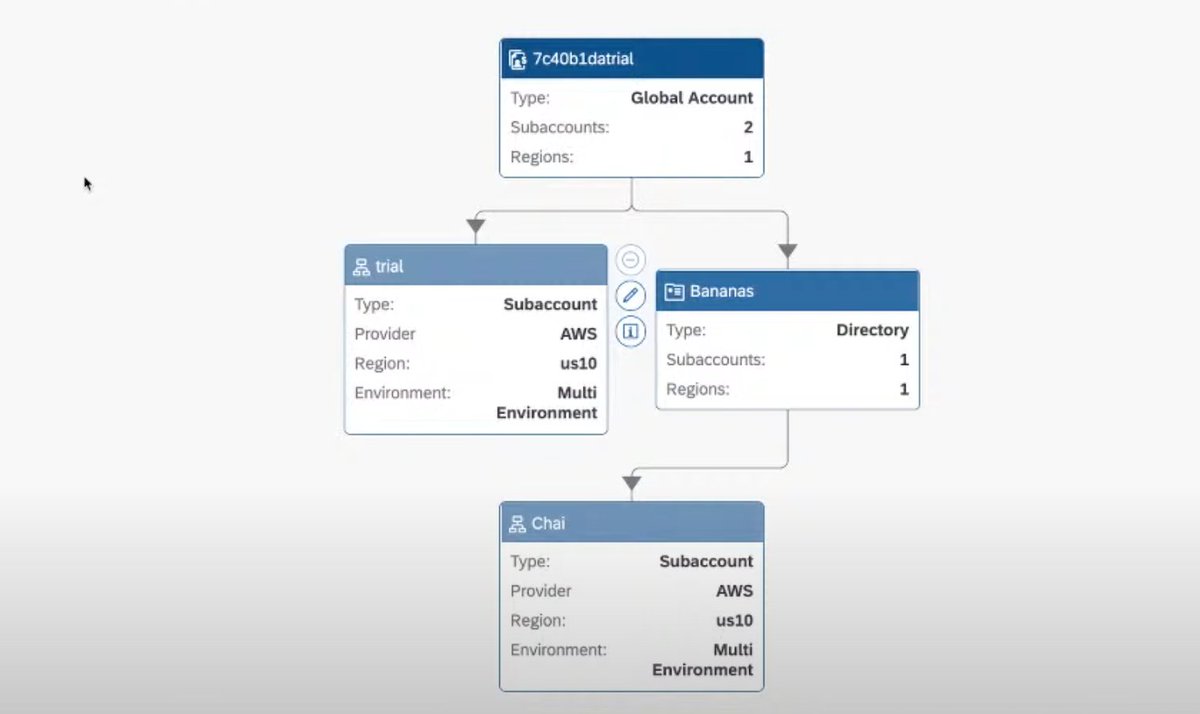 7c40b1datrial
Type: Global Account
Subaccounts: 2
Regions: 1
trial
Type: Subaccount
Provider AWS
Region: us10
Environment: Multi
Environment
Bananas
Type: Directory
Subaccounts: 1
Regions: 1
Chai
Type: Subaccount
Provider AWS
Region: us10
Environment: Multi
Environment